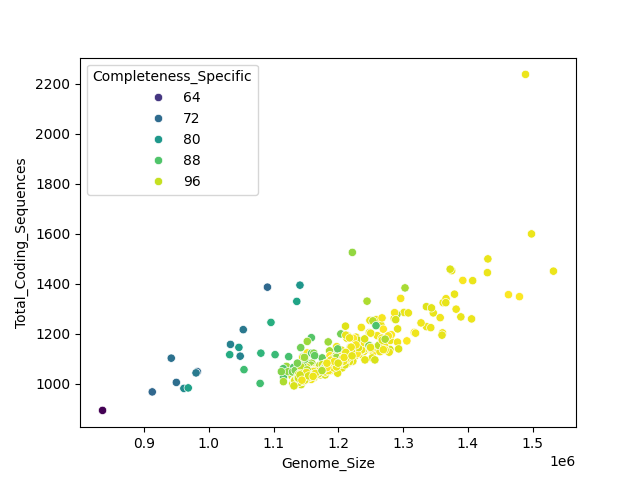 Completeness_Specific
64
72
80
88
96
2200
2000
1800
1600
1400
1200
1000
Total_Coding_Sequences
0.9 1.0 1.1 1.2 1.3 1.4 1.5
1e6
Genome_Size